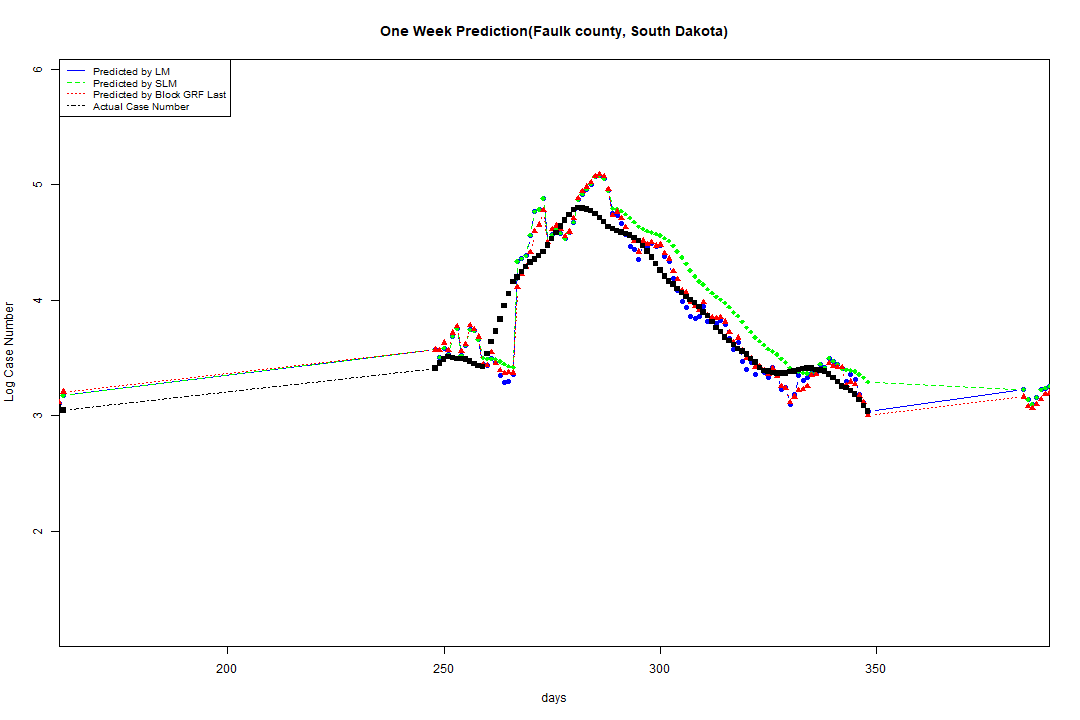 One Week Prediction(Faulk county, South Dakota)
6
Predicted by LM
Predicted by SLM
Predicted by Block GRF Last
Actual Case Number
5
4
3
2
Log Case Number
200
250
300
350
days